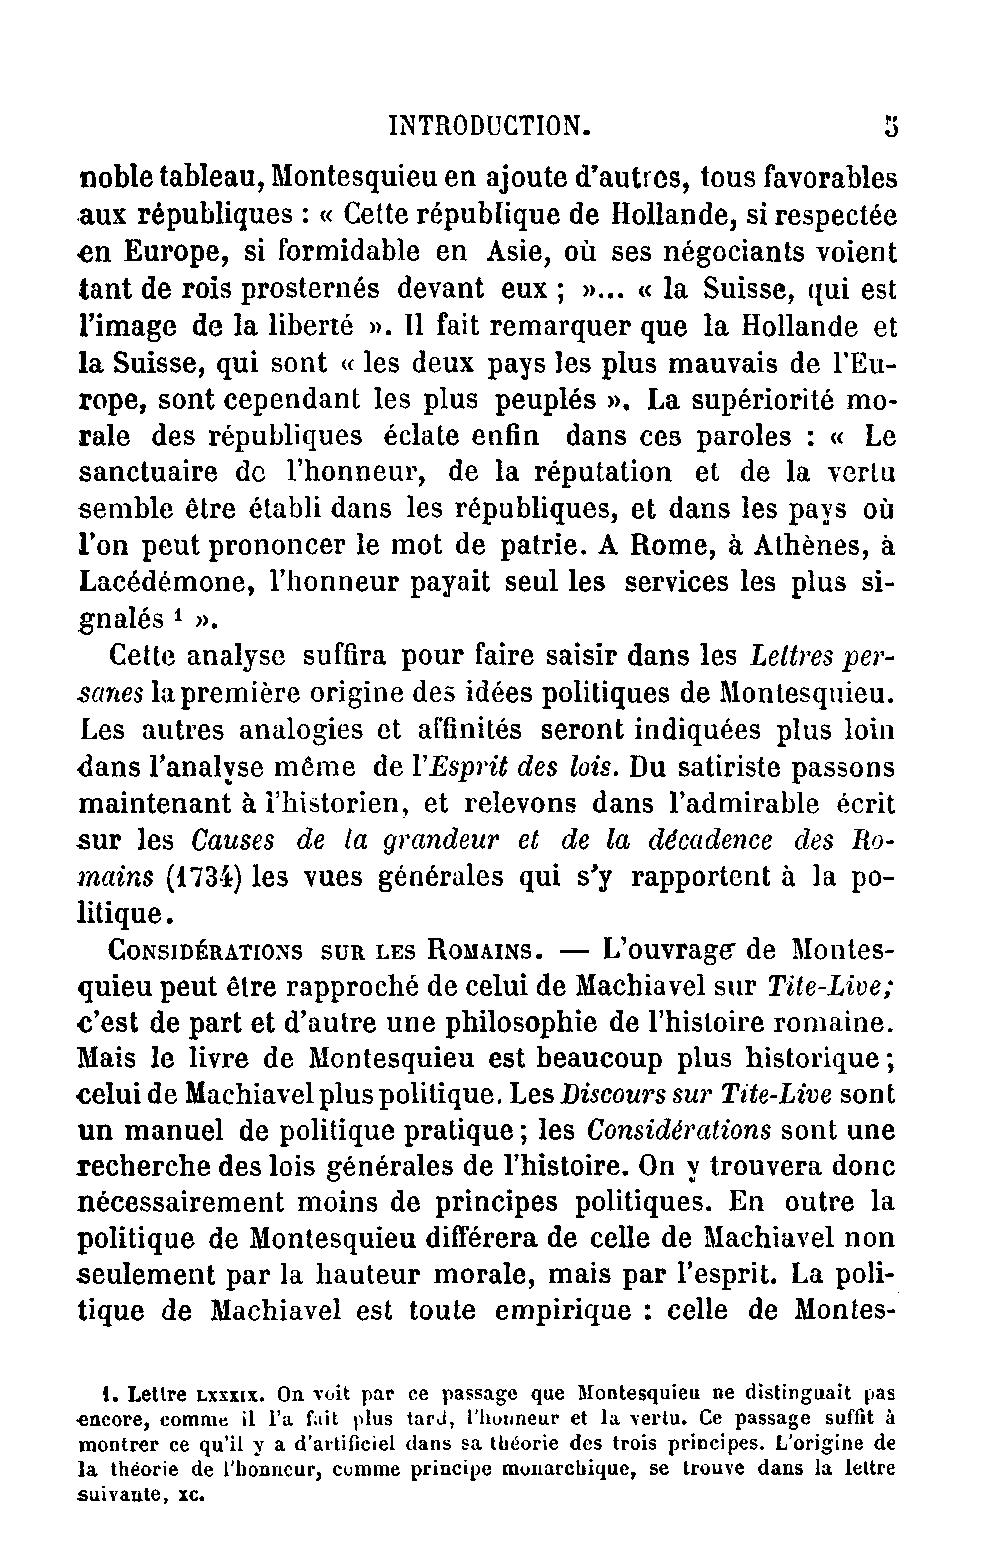 INTRODUCTION. 5
noble tableau, Montesquieu en ajoute d'autres, tous favorables
aux républiques : « Cette république de Hollande, si respectée
en Europe, si formidable en Asie, où ses négociants voient
tant de rois prosternés devant eux ; »... « la Suisse, qui est
l'image de la liberté ». Il fait remarquer que la Hollande et
la Suisse, qui sont « les deux pays les plus mauvais de l'Eu-
rope, sont cependant les plus peuplés ». La supériorité mo-
rale des républiques éclate enfin dans ces paroles : « Le
sanctuaire de l'honneur, de la réputation et de la vertu
semble être établi dans les républiques, et dans les pays où
l'on peut prononcer le mot de patrie. A Rome, à Athènes, à
Lacédémone, l'honneur payait seul les services les plus si-
gnalés ¹ ».
Cette analyse suffira pour faire saisir dans les Lettres per-
sanes la première origine des idées politiques de Montesquieu.
Les autres analogies et affinités seront indiquées plus loin
dans l'analyse même de l'Esprit des lois. Du satiriste passons
maintenant à l'historien, et relevons dans l'admirable écrit
sur les Causes de la grandeur et de la décadence des Ro-
mains (1734) les vues générales qui s'y rapportent à la po-
litique.
CONSIDÉRATIONS SUR LES ROMAINS. — L'ouvrage de Montes-
quieu peut être rapproché de celui de Machiavel sur Tite-Live;
c'est de part et d'autre une philosophie de l'histoire romaine.
Mais le livre de Montesquieu est beaucoup plus historique ;
celui de Machiavel plus politique. Les Discours sur Tite-Live sont
un manuel de politique pratique ; les Considérations sont une
recherche des lois générales de l'histoire. On y trouvera donc
nécessairement moins de principes politiques. En outre la
politique de Montesquieu différera de celle de Machiavel non
seulement par la hauteur morale, mais par l'esprit. La poli-
tique de Machiavel est toute empirique : celle de Montes-
1. Lettre LXXXIX. On voit par ce passage que Montesquieu ne distinguait pas
encore, comme il l'a fait plus tard, l'honneur et la vertu. Ce passage suffit à
montrer ce qu'il y a d'artificiel dans sa théorie des trois principes. L'origine de
la théorie de l'honneur, comme principe monarchique, se trouve dans la lettre
suivante, XC.